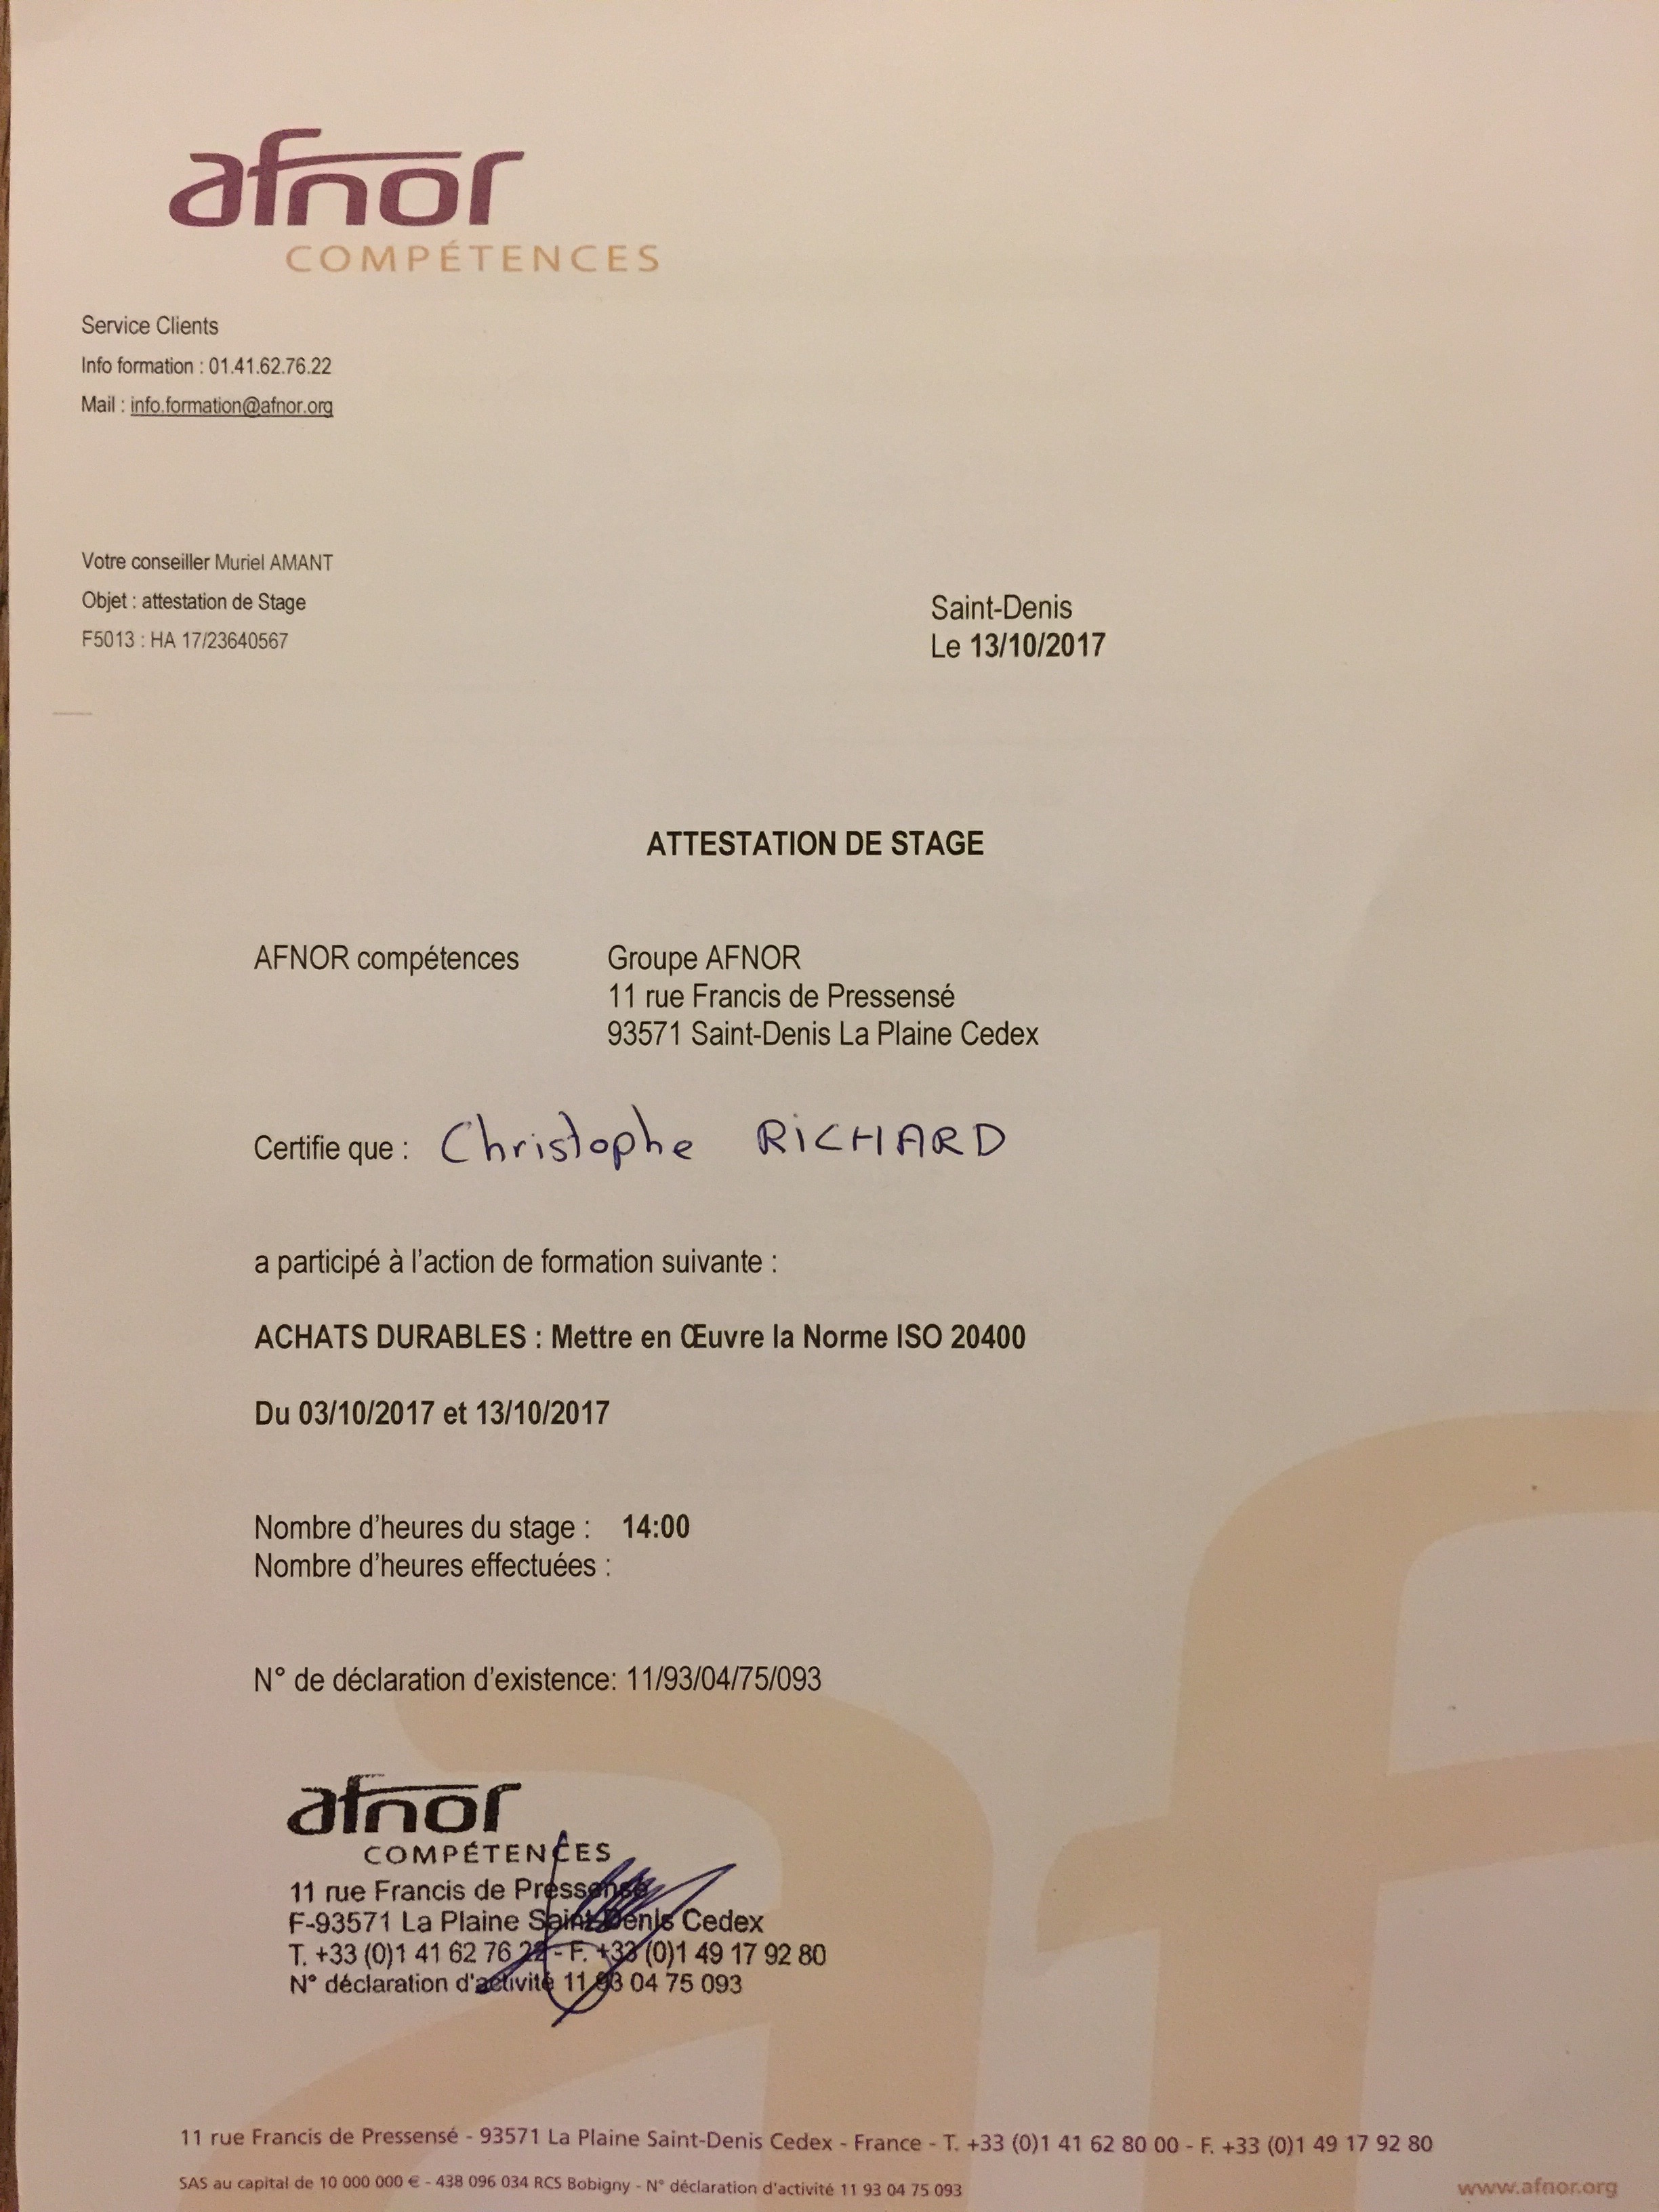 afnor
COMPÉTENCES
Service Clients
Info formation : 01.41.62.76.22
Mail : info.formation@afnor.org
Votre conseiller Muriel AMANT
Objet : attestation de Stage
F5013 : HA 17/23640567
Saint-Denis
Le 13/10/2017
ATTESTATION DE STAGE
AFNOR compétences Groupe AFNOR
11 rue Francis de Pressensé
93571 Saint-Denis La Plaine Cedex
Certifie que : Christophe RICHARD
a participé à l'action de formation suivante :
ACHATS DURABLES : Mettre en Œuvre la Norme ISO 20400
Du 03/10/2017 et 13/10/2017
Nombre d'heures du stage : 14:00
Nombre d'heures effectuées :
N° de déclaration d'existence: 11/93/04/75/093
afnor
COMPÉTENCES
11 rue Francis de Pressensé
F-93571 La Plaine Saint-Denis Cedex
T. +33 (0)1 41 62 76 22 - F. +33 (0)1 49 17 92 80
N° déclaration d'activité 11 93 04 75 093
11 rue Francis de Pressensé - 93571 La Plaine Saint-Denis Cedex - France - T. +33 (0)1 41 62 80 00 - F. +33 (0)1 49 17 92 80
SAS au capital de 10 000 000 € - 438 096 034 RCS Bobigny - N° déclaration d'activité 11 93 04 75 093
www.afnor.org